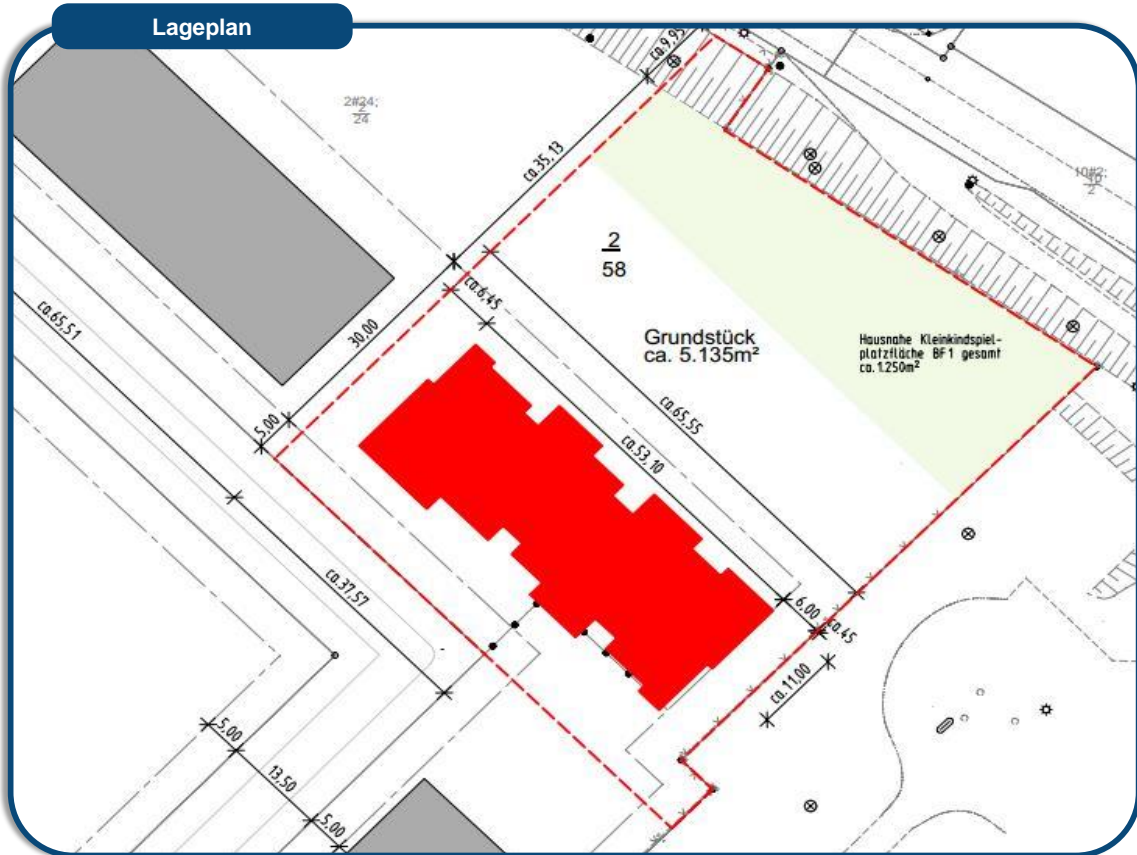 Lageplan
ca.9,95
2#24;
2
24
ca.35,13
10#2;
10
2
2
58
ca.6,45
30,00
ca.65,51
Grundstück
ca. 5.135m²
Hausnahe Kleinkindspiel-
platzfläche BF1 gesamt
ca.1.250m²
5,00
ca.65,55
ca.53,10
ca.37,57
6,00
ca.45
ca.11,00
5,00
13,50
5,00